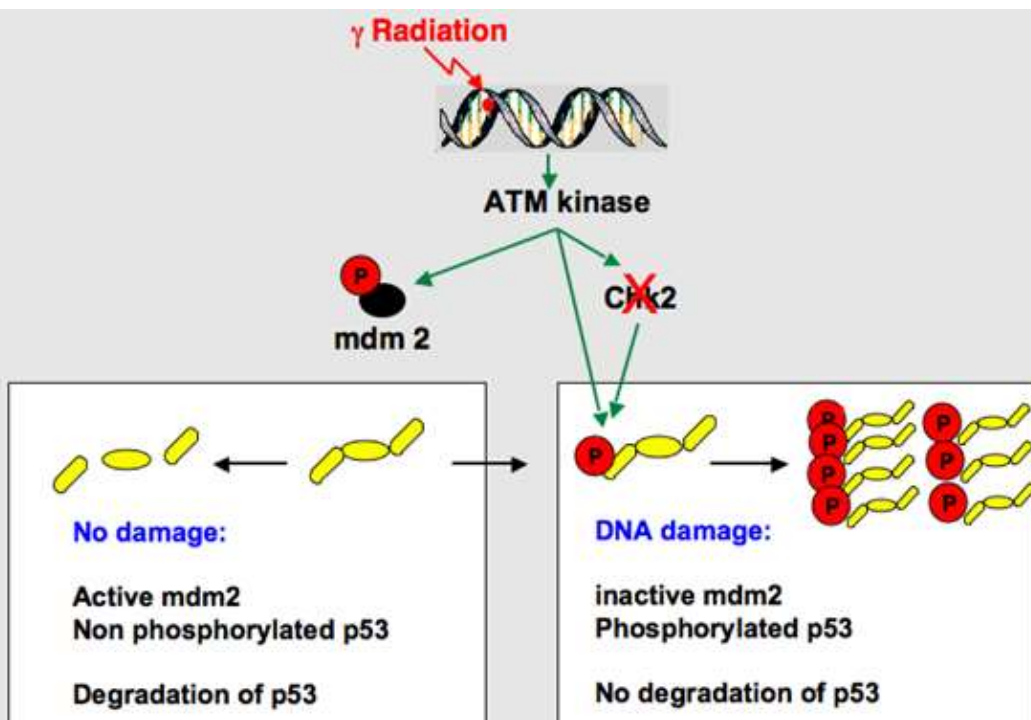 γ Radiation
ATM kinase
P
mdm 2
Chk2
P
P
P
P
P
P
P
P
No damage:
Active mdm2
Non phosphorylated p53
Degradation of p53
DNA damage:
inactive mdm2
Phosphorylated p53
No degradation of p53